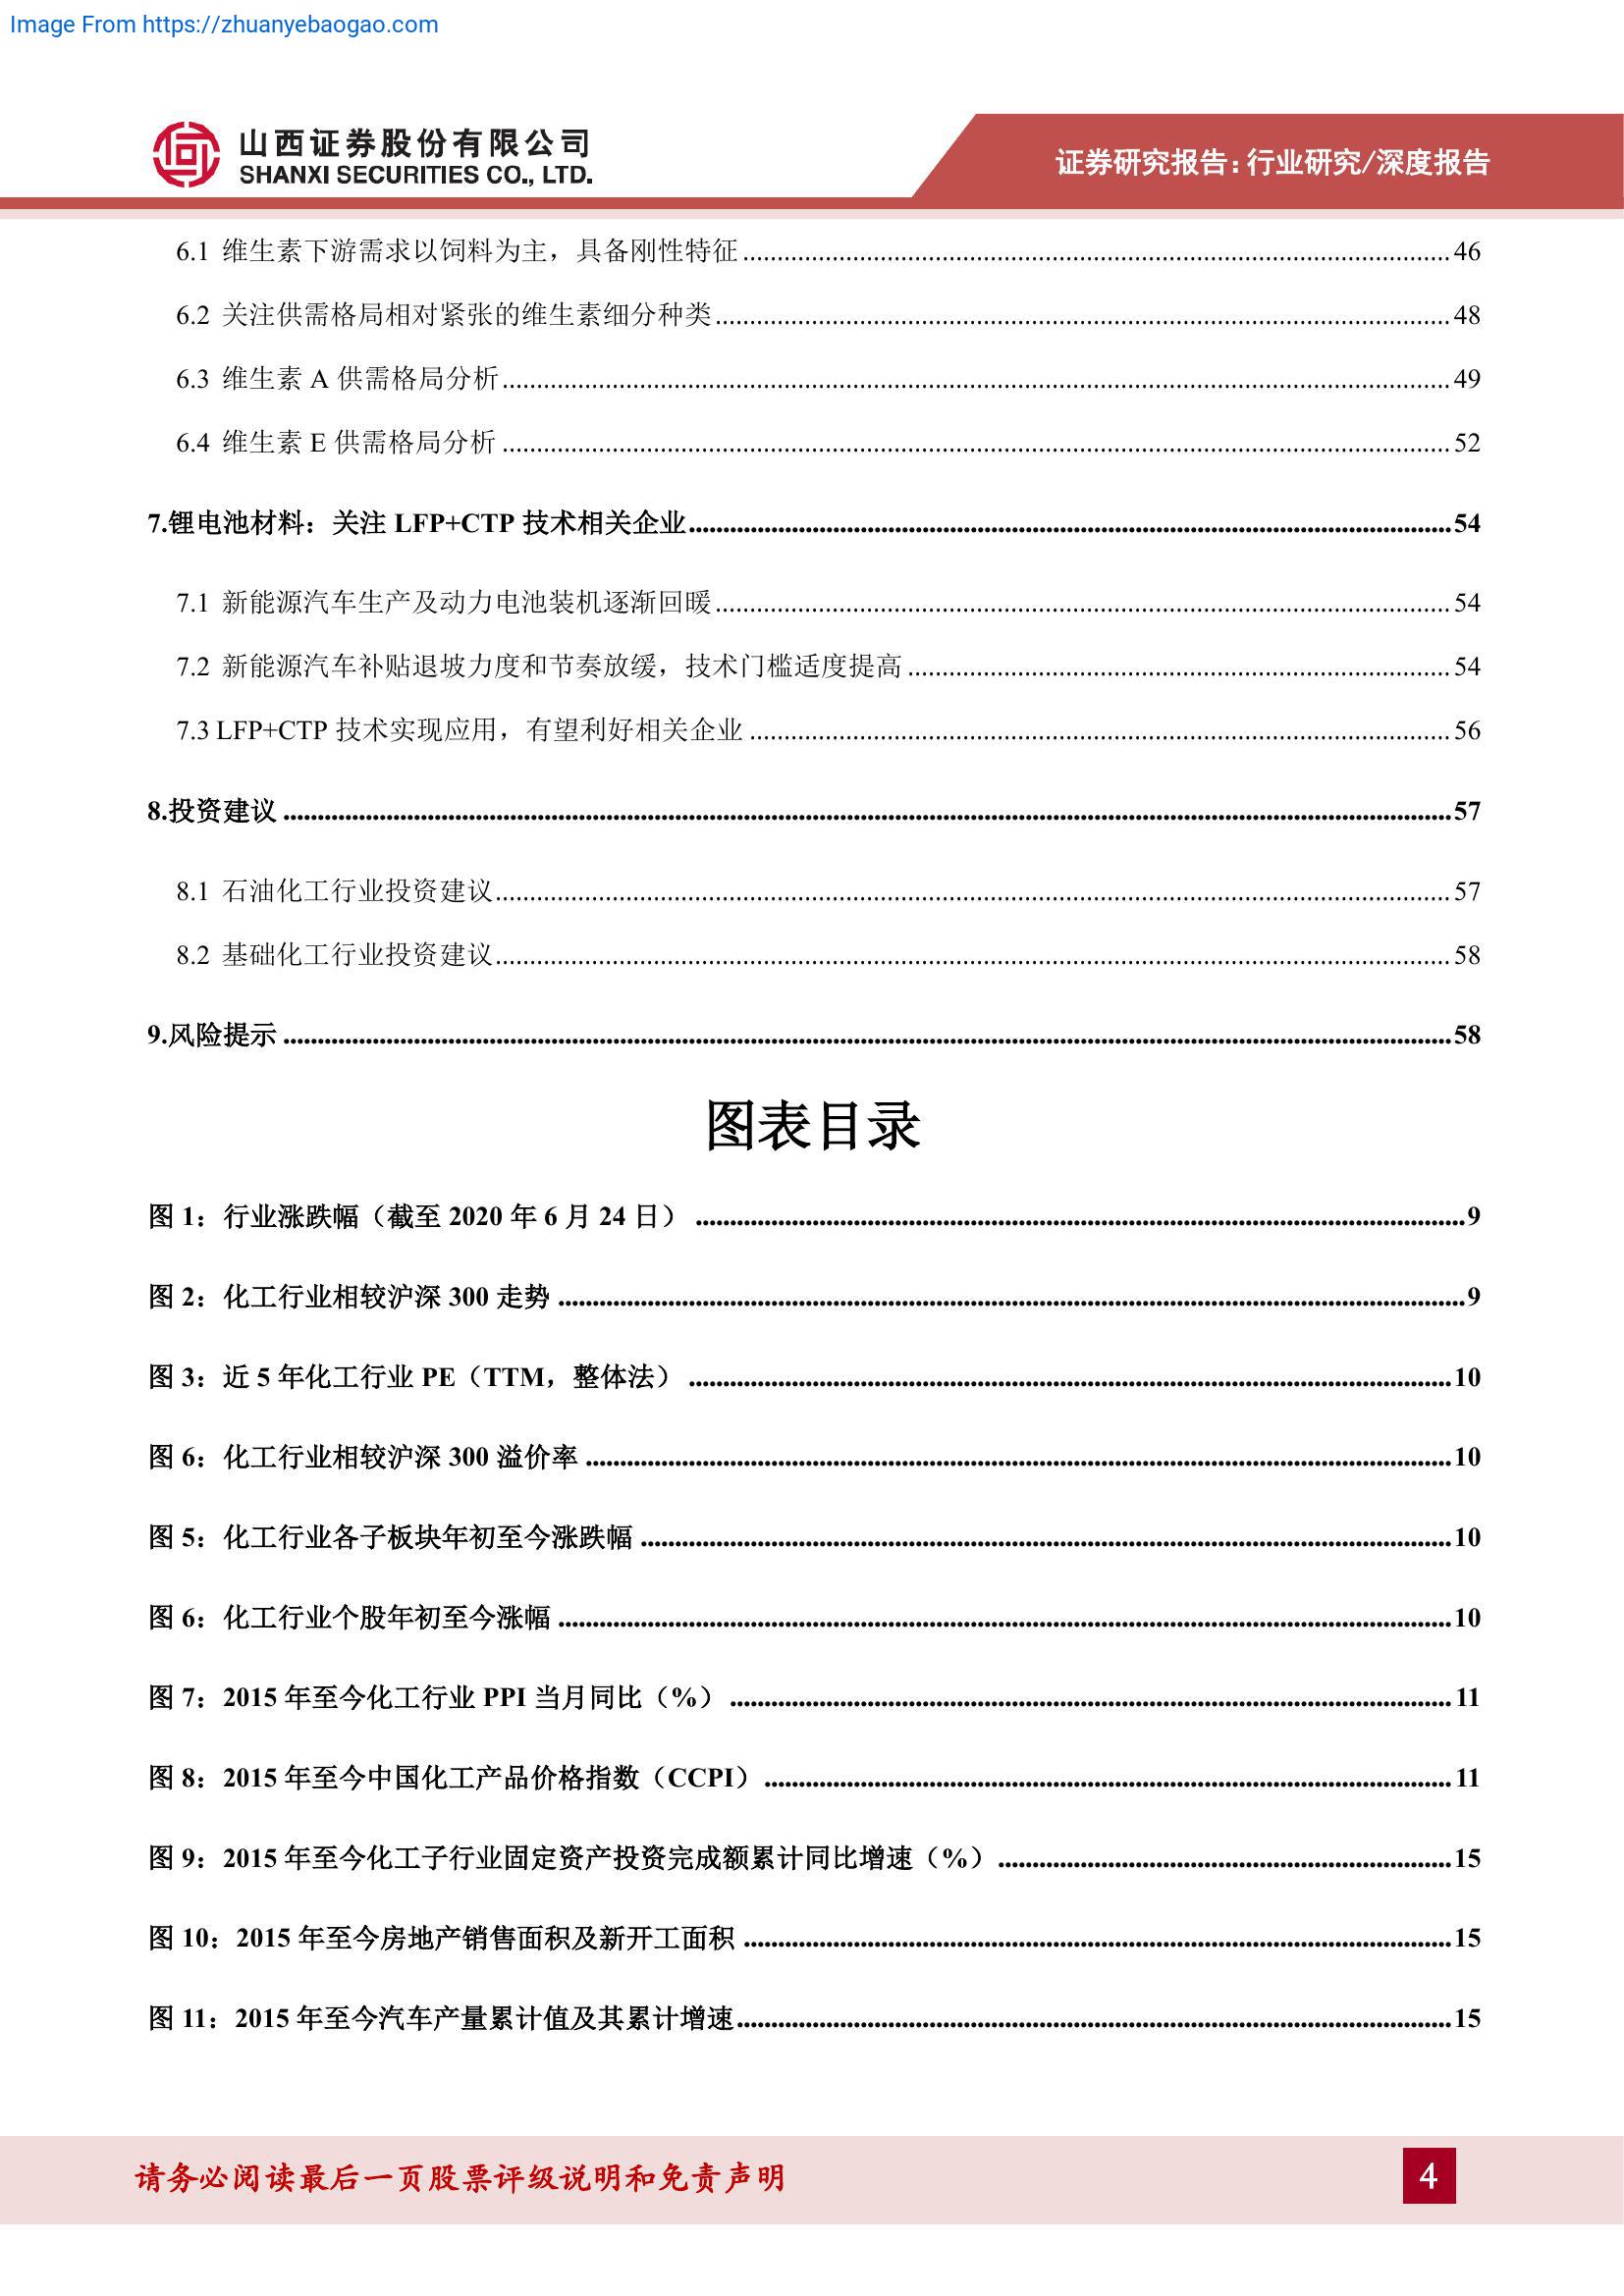 Image From https://zhuanyebaogao.com
山西证券股份有限公司
SHANXI SECURITIES CO., LTD.
证券研究报告:行业研究/深度报告
6.1 维生素下游需求以饲料为主，具备刚性特征 46
6.2 关注供需格局相对紧张的维生素细分种类 48
6.3 维生素 A 供需格局分析 49
6.4 维生素 E 供需格局分析 52
7.锂电池材料：关注 LFP+CTP 技术相关企业 54
7.1 新能源汽车生产及动力电池装机逐渐回暖 54
7.2 新能源汽车补贴退坡力度和节奏放缓，技术门槛适度提高 54
7.3 LFP+CTP 技术实现应用，有望利好相关企业 56
8.投资建议 57
8.1 石油化工行业投资建议 57
8.2 基础化工行业投资建议 58
9.风险提示 58
图表目录
图 1：行业涨跌幅（截至 2020 年 6 月 24 日） 9
图 2：化工行业相较沪深 300 走势 9
图 3：近 5 年化工行业 PE（TTM，整体法） 10
图 6：化工行业相较沪深 300 溢价率 10
图 5：化工行业各子板块年初至今涨跌幅 10
图 6：化工行业个股年初至今涨幅 10
图 7：2015 年至今化工行业 PPI 当月同比（%） 11
图 8：2015 年至今中国化工产品价格指数（CCPI） 11
图 9：2015 年至今化工子行业固定资产投资完成额累计同比增速（%） 15
图 10：2015 年至今房地产销售面积及新开工面积 15
图 11：2015 年至今汽车产量累计值及其累计增速 15
请务必阅读最后一页股票评级说明和免责声明
4